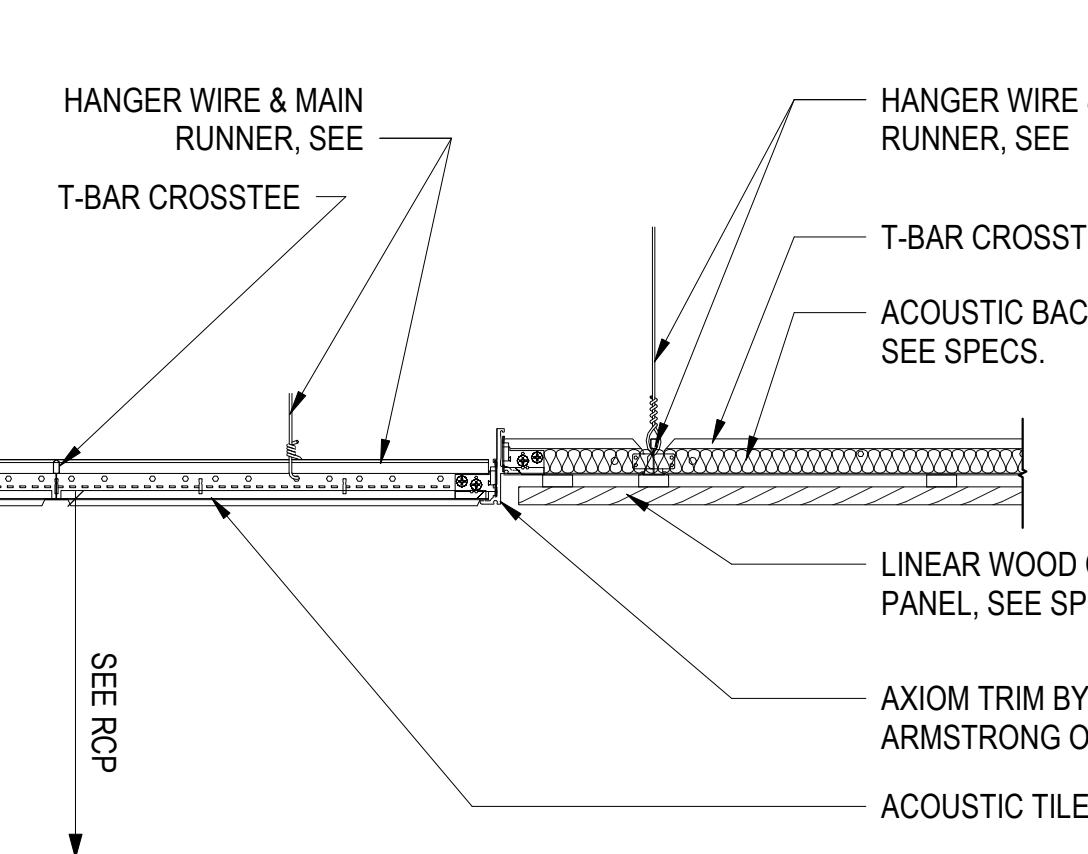 HANGER WIRE & MAIN
RUNNER, SEE
T-BAR CROSSTEE
HANGER WIRE
RUNNER, SEE
T-BAR CROSST
ACOUSTIC BAC
SEE SPECS.
LINEAR WOOD
PANEL, SEE SP
AXIOM TRIM BY
ARMSTRONG O
ACOUSTIC TILE
SEE RCP